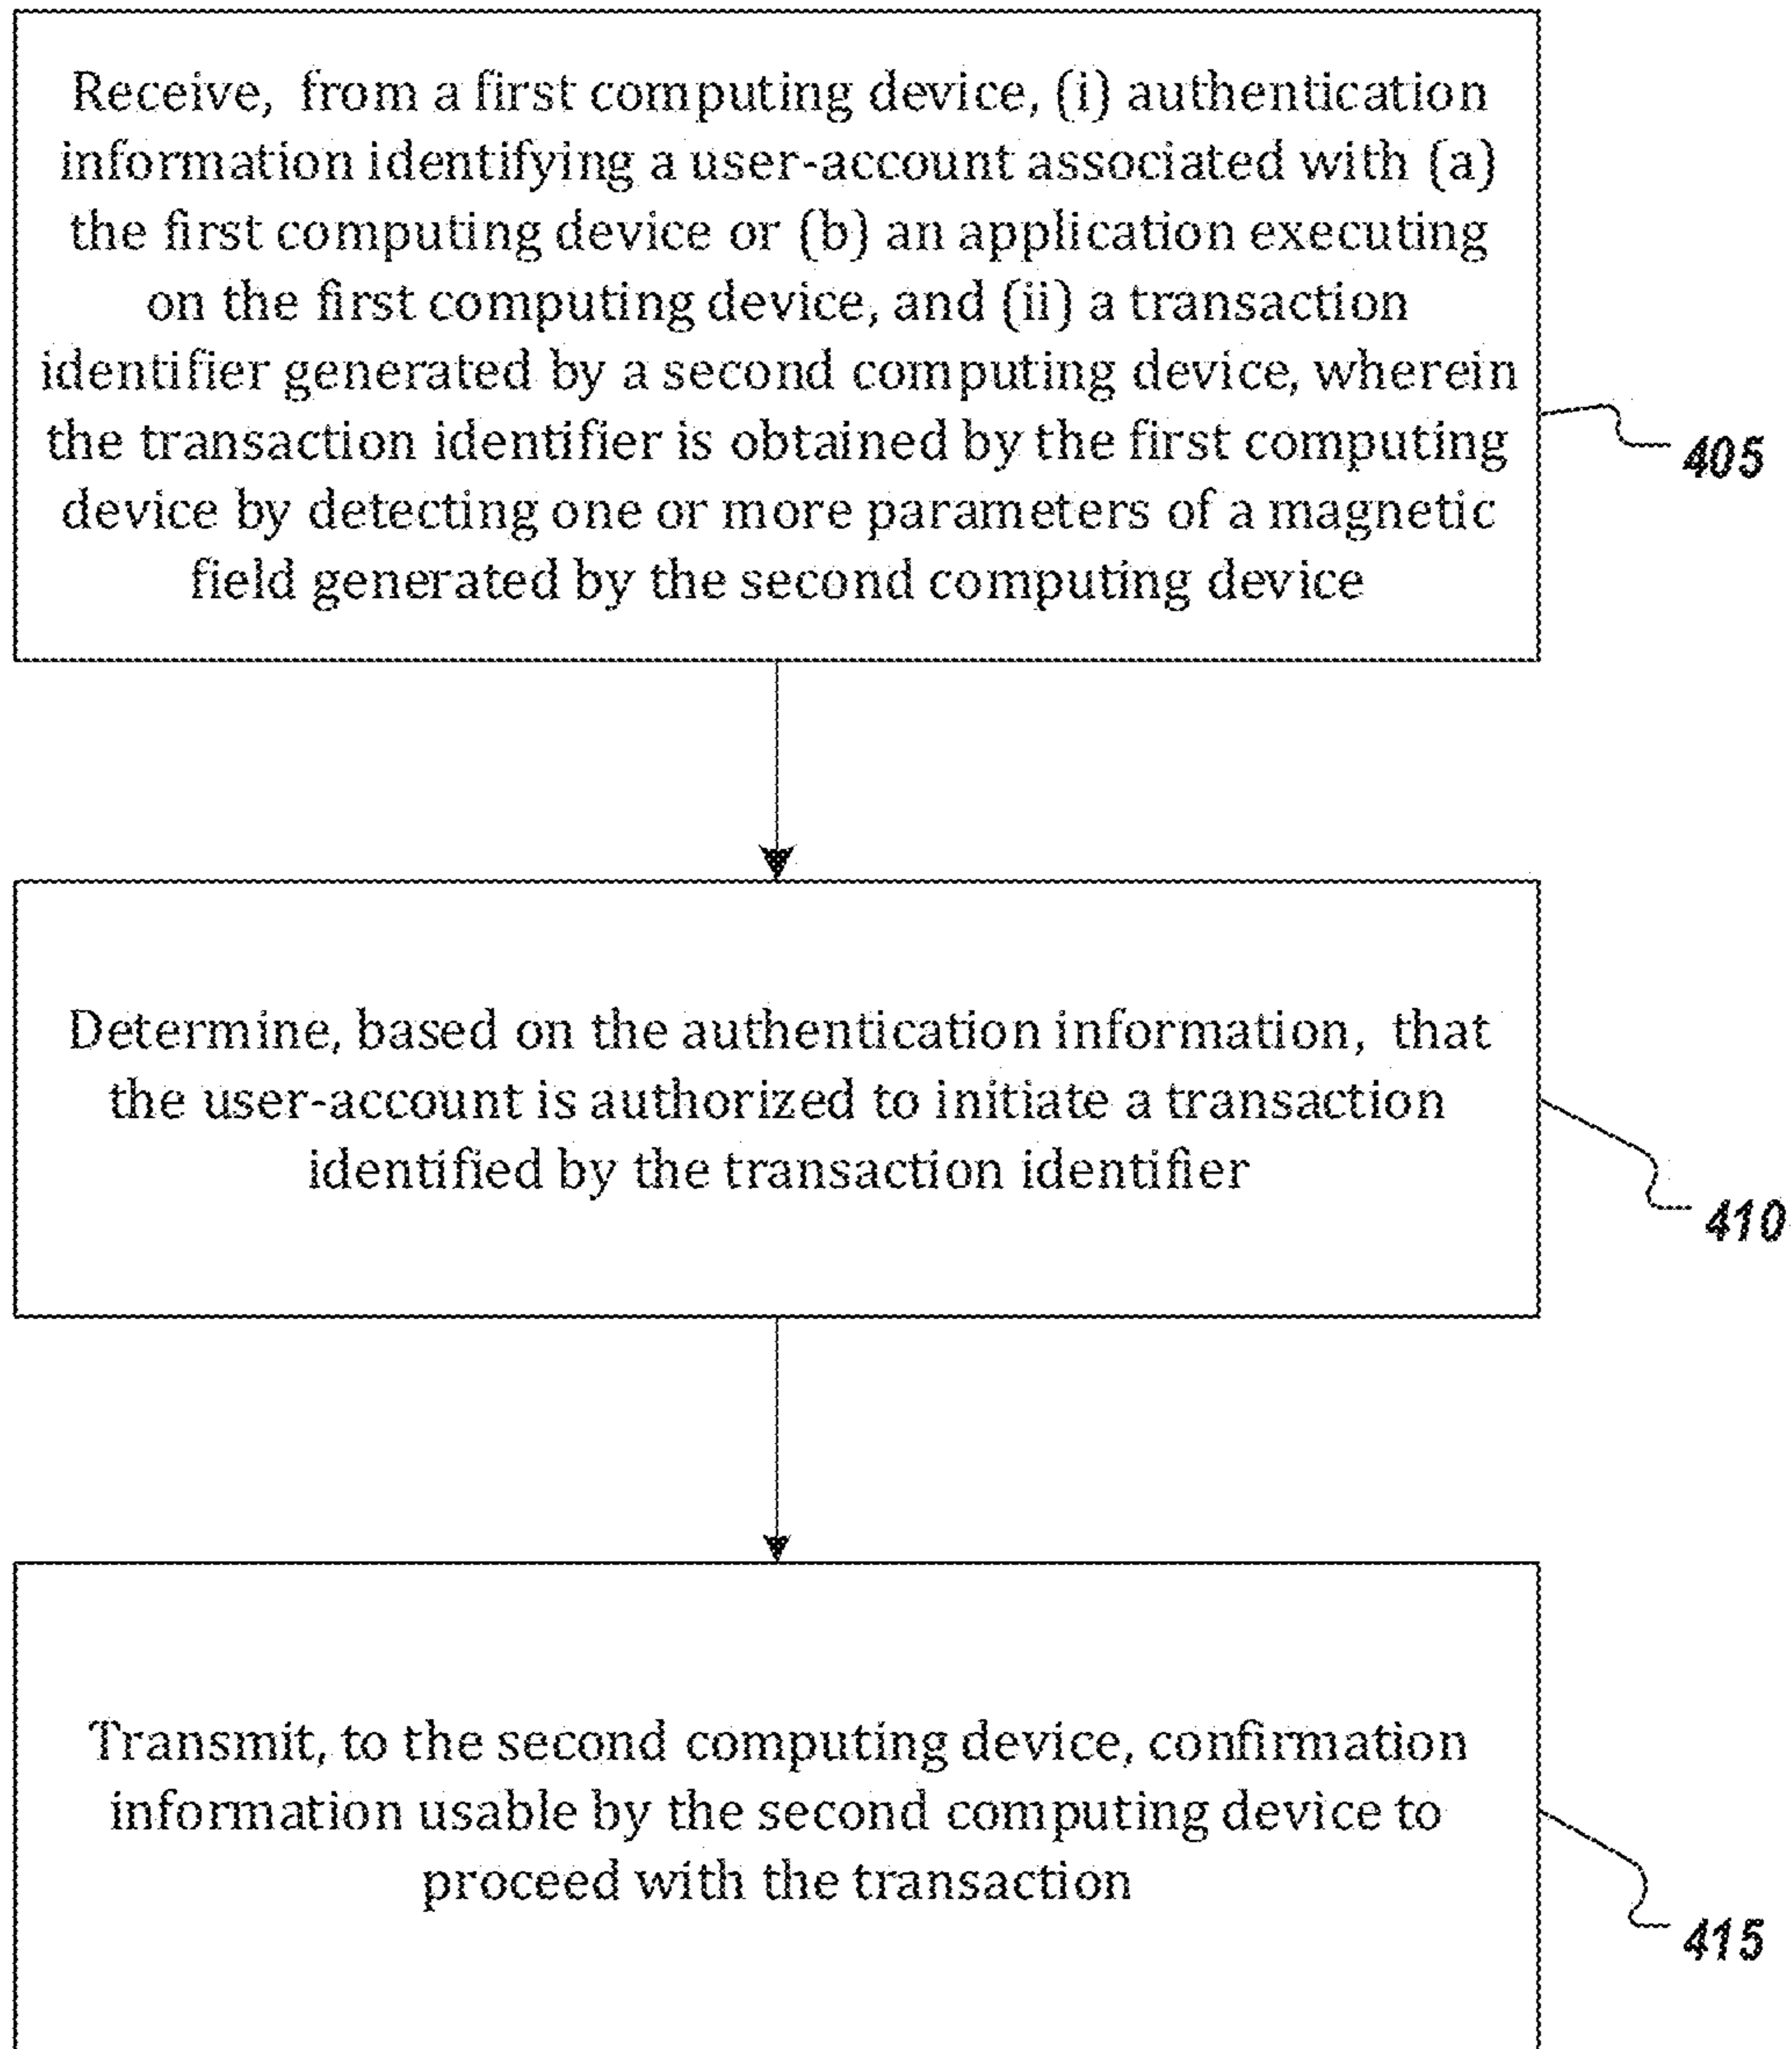 Receive, from a first computing device, (i) authentication
information identifying a user-account associated with (a)
the first computing device or (b) an application executing
on the first computing device, and (ii) a transaction
identifier generated by a second computing device, wherein
the transaction identifier is obtained by the first computing
device by detecting one or more parameters of a magnetic
field generated by the second computing device
405
Determine, based on the authentication information, that
the user-account is authorized to initiate a transaction
identified by the transaction identifier
410
Transmit, to the second computing device, confirmation
information usable by the second computing device to
proceed with the transaction
415